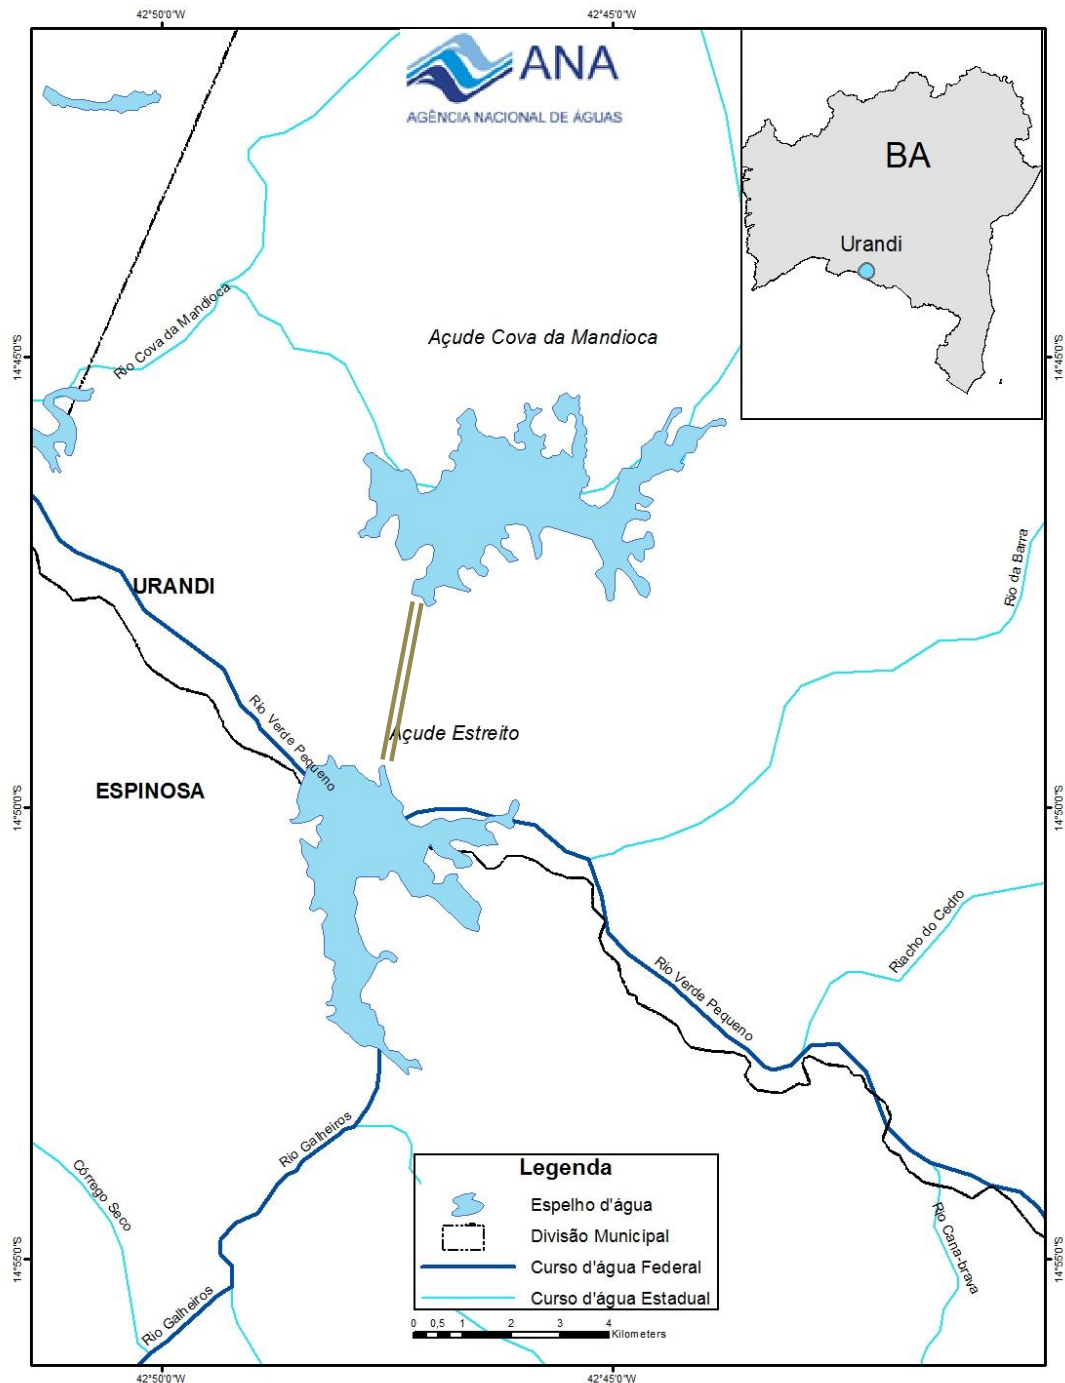 42°50'0"W
42°45'0"W
ANA
AGÊNCIA NACIONAL DE ÁGUAS
BA
Urandi
Rio Cova da Mandioca
Açude Cova da Mandioca
14°45'0"S
14°45'0"S
Rio da Barra
URANDI
Rio Verde Pequeno
Açude Estreito
ESPINOSA
14°50'0"S
14°50'0"S
Riacho do Cedro
Rio Verde Pequeno
Rio Galheiros
Córrego Seco
Legenda
Espelho d'água
Divisão Municipal
Curso d'água Federal
Curso d'água Estadual
Rio Cana-brava
14°55'0"S
14°55'0"S
Rio Galheiros
0 0,5 1 2 3 4
Kilometers
42°50'0"W
42°45'0"W